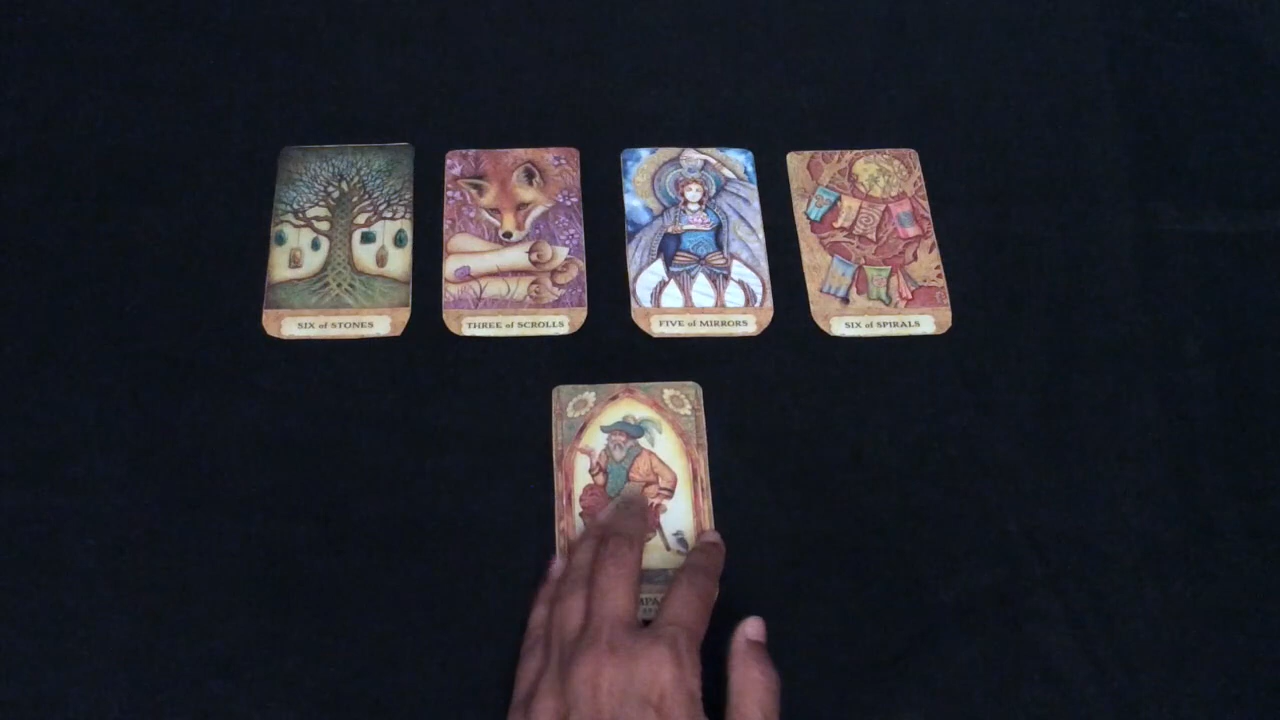 SIX of STONES
THREE of SCROLLS
FIVE of MIRRORS
SIX of SPIRALS